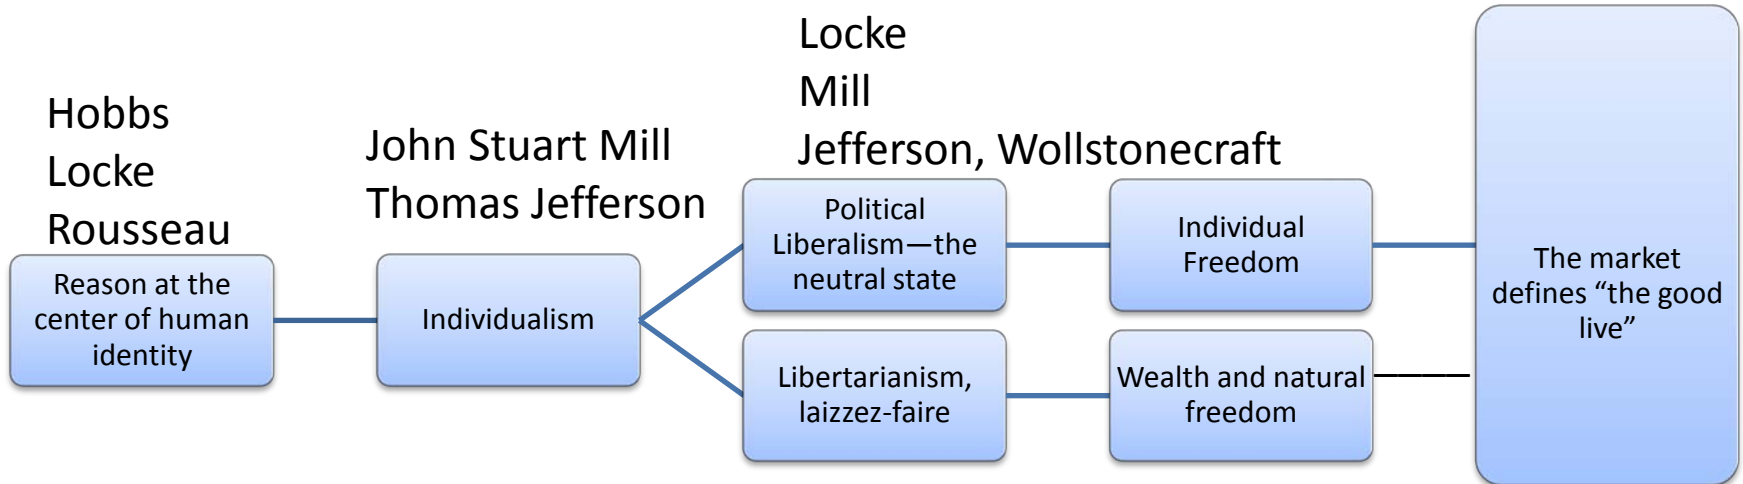 Hobbs
Locke
Rousseau
Reason at the
center of human
identity
John Stuart Mill
Thomas Jefferson
Individualism
Locke
Mill
Jefferson, Wollstonecraft
Political
Liberalism—the
neutral state
Individual
Freedom
Libertarianism,
laizzez-faire
Wealth and natural
freedom
The market
defines “the good
live”